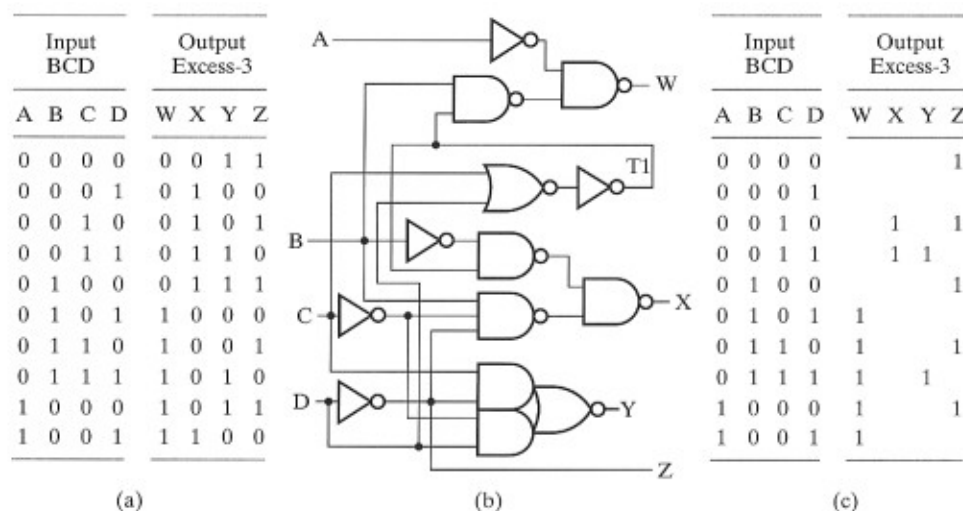 Input Output
BCD Excess-3
A B C D W X Y Z
0 0 0 0 0 0 1 1
0 0 0 1 0 1 0 0
0 0 1 0 0 1 0 1
0 0 1 1 0 1 1 0
0 1 0 0 0 1 1 1
0 1 0 1 1 0 0 0
0 1 1 0 1 0 0 1
0 1 1 1 1 0 1 0
1 0 0 0 1 0 1 1
1 0 0 1 1 1 0 0
(a)
A
W
T1
B
X
C
D
Y
Z
(b)
Input Output
BCD Excess-3
A B C D W X Y Z
0 0 0 0 1
0 0 0 1
0 0 1 0 1 1
0 0 1 1 1 1
0 1 0 0 1
0 1 0 1 1
0 1 1 0 1 1
0 1 1 1 1 1
1 0 0 0 1 1
1 0 0 1 1
(c)